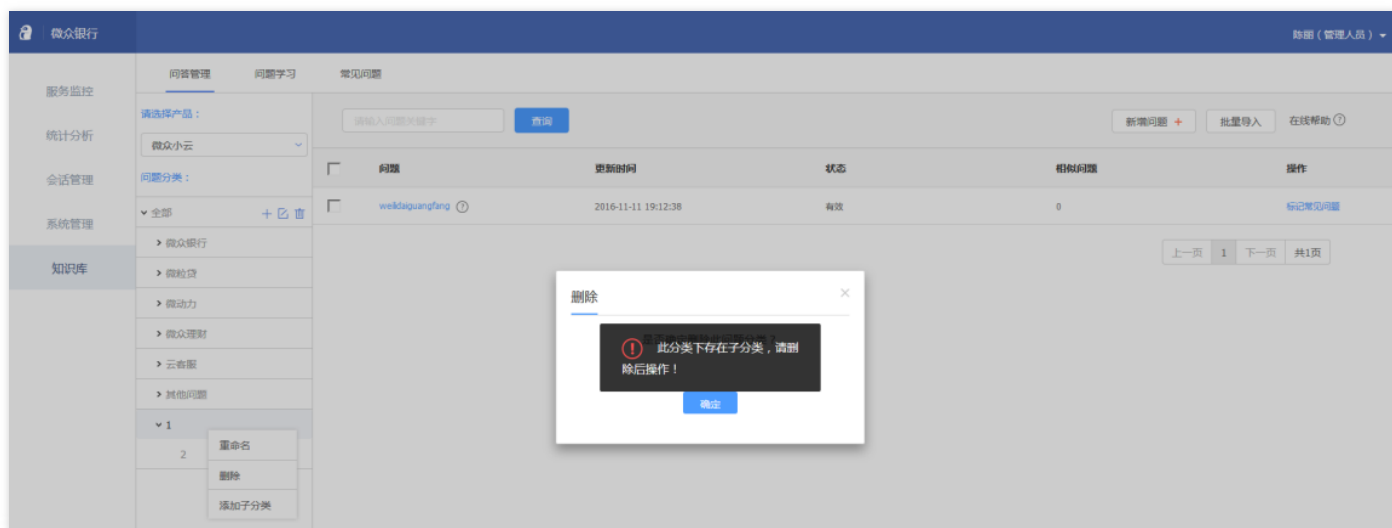 微众银行
陈丽（管理人员）
服务监控
统计分析
会话管理
系统管理
知识库
问答管理 问题学习 常见问题
请选择产品：
微众小云
问题分类：
全部
微众银行
微粒贷
微动力
微众理财
云客服
其他问题
1
2
重命名
删除
添加子分类
请输入问题关键字 查询 新增问题 + 批量导入 在线帮助
问题 更新时间 状态 相似问题 操作
weilidaiguangfang 2016-11-11 19:12:38 有效 0 标记常见问题
上一页 1 下一页 共1页
删除
此分类下存在子分类，请删
除后操作！
确定